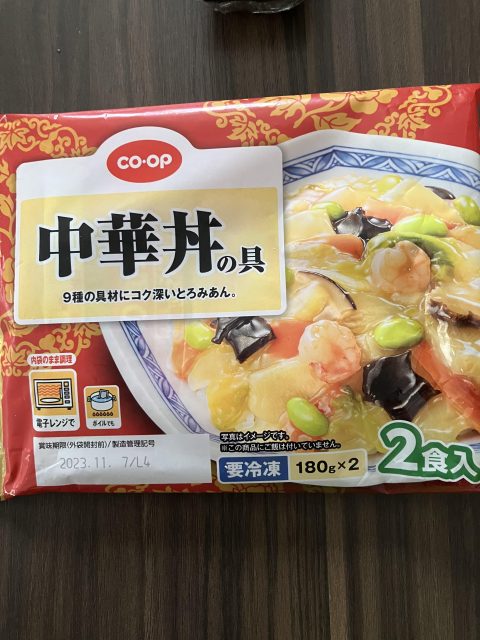 CO·OP
中華丼の具
9種の具材にコク深いとろみあん。
内袋のまま調理
電子レンジで
ボイルでも
賞味期限(外袋開封前)/製造管理記号
2023.11. 7/L4
写真はイメージです。
※この商品にご飯は付いていません。
要冷凍 180g×2
2食入